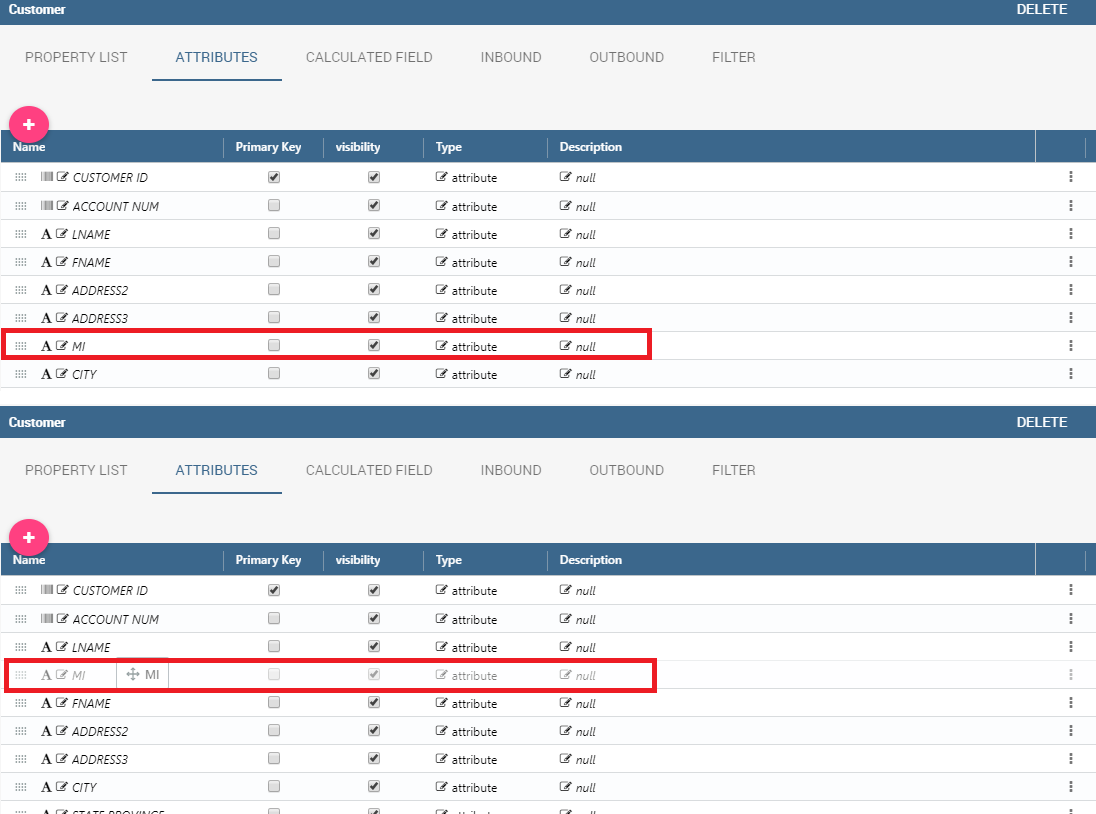 Customer DELETE
PROPERTY LIST ATTRIBUTES CALCULATED FIELD INBOUND OUTBOUND FILTER
+
Name Primary Key visibility Type Description
CUSTOMER ID attribute null
ACCOUNT NUM attribute null
A LNAME attribute null
A FNAME attribute null
A ADDRESS2 attribute null
A ADDRESS3 attribute null
A MI attribute null
A CITY attribute null
Customer DELETE
PROPERTY LIST ATTRIBUTES CALCULATED FIELD INBOUND OUTBOUND FILTER
+
Name Primary Key visibility Type Description
CUSTOMER ID attribute null
ACCOUNT NUM attribute null
A LNAME attribute null
A MI MI attribute null
A FNAME attribute null
A ADDRESS2 attribute null
A ADDRESS3 attribute null
A CITY attribute null
A STATE PROVINCE attribute null